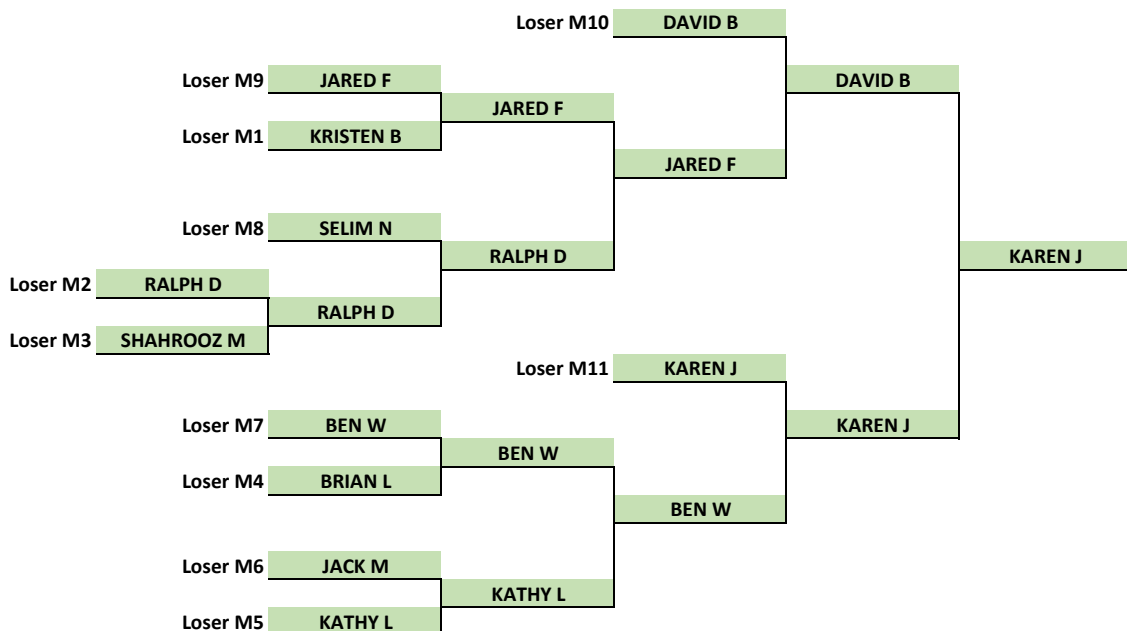 Loser M10 DAVID B
Loser M9 JARED F DAVID B
JARED F
Loser M1 KRISTEN B
JARED F
Loser M8 SELIM N
RALPH D KAREN J
Loser M2 RALPH D
RALPH D
Loser M3 SHAHROOZ M
Loser M11 KAREN J
Loser M7 BEN W KAREN J
BEN W
Loser M4 BRIAN L
BEN W
Loser M6 JACK M
KATHY L
Loser M5 KATHY L